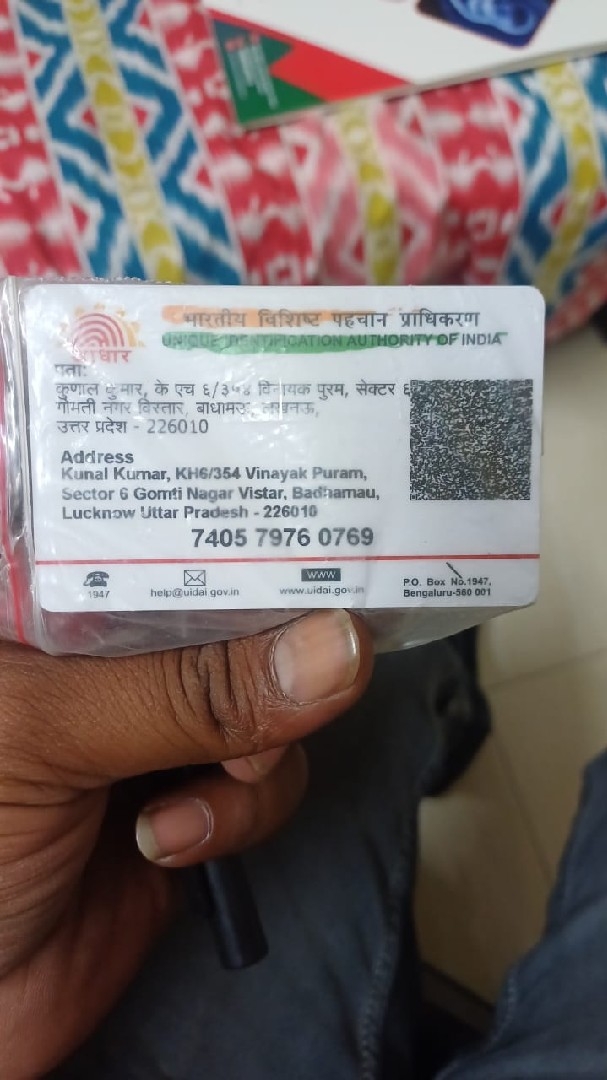 आधार
भारतीय विशिष्ट पहचान प्राधिकरण
UNIQUE IDENTIFICATION AUTHORITY OF INDIA
पता:
कुणाल कुमार, के एच ६/३५४ विनायक पुरम, सेक्टर ६
गोमती नगर विस्तार, बाधामऊ, लखनऊ,
उत्तर प्रदेश - 226010
Address
Kunal Kumar, KH6/354 Vinayak Puram,
Sector 6 Gomti Nagar Vistar, Badhamau,
Lucknow Uttar Pradesh - 226010
7405 7976 0769
1947
help@uidai.gov.in
WWW
www.uidai.gov.in
P.O. Box No.1947,
Bengaluru-560 001